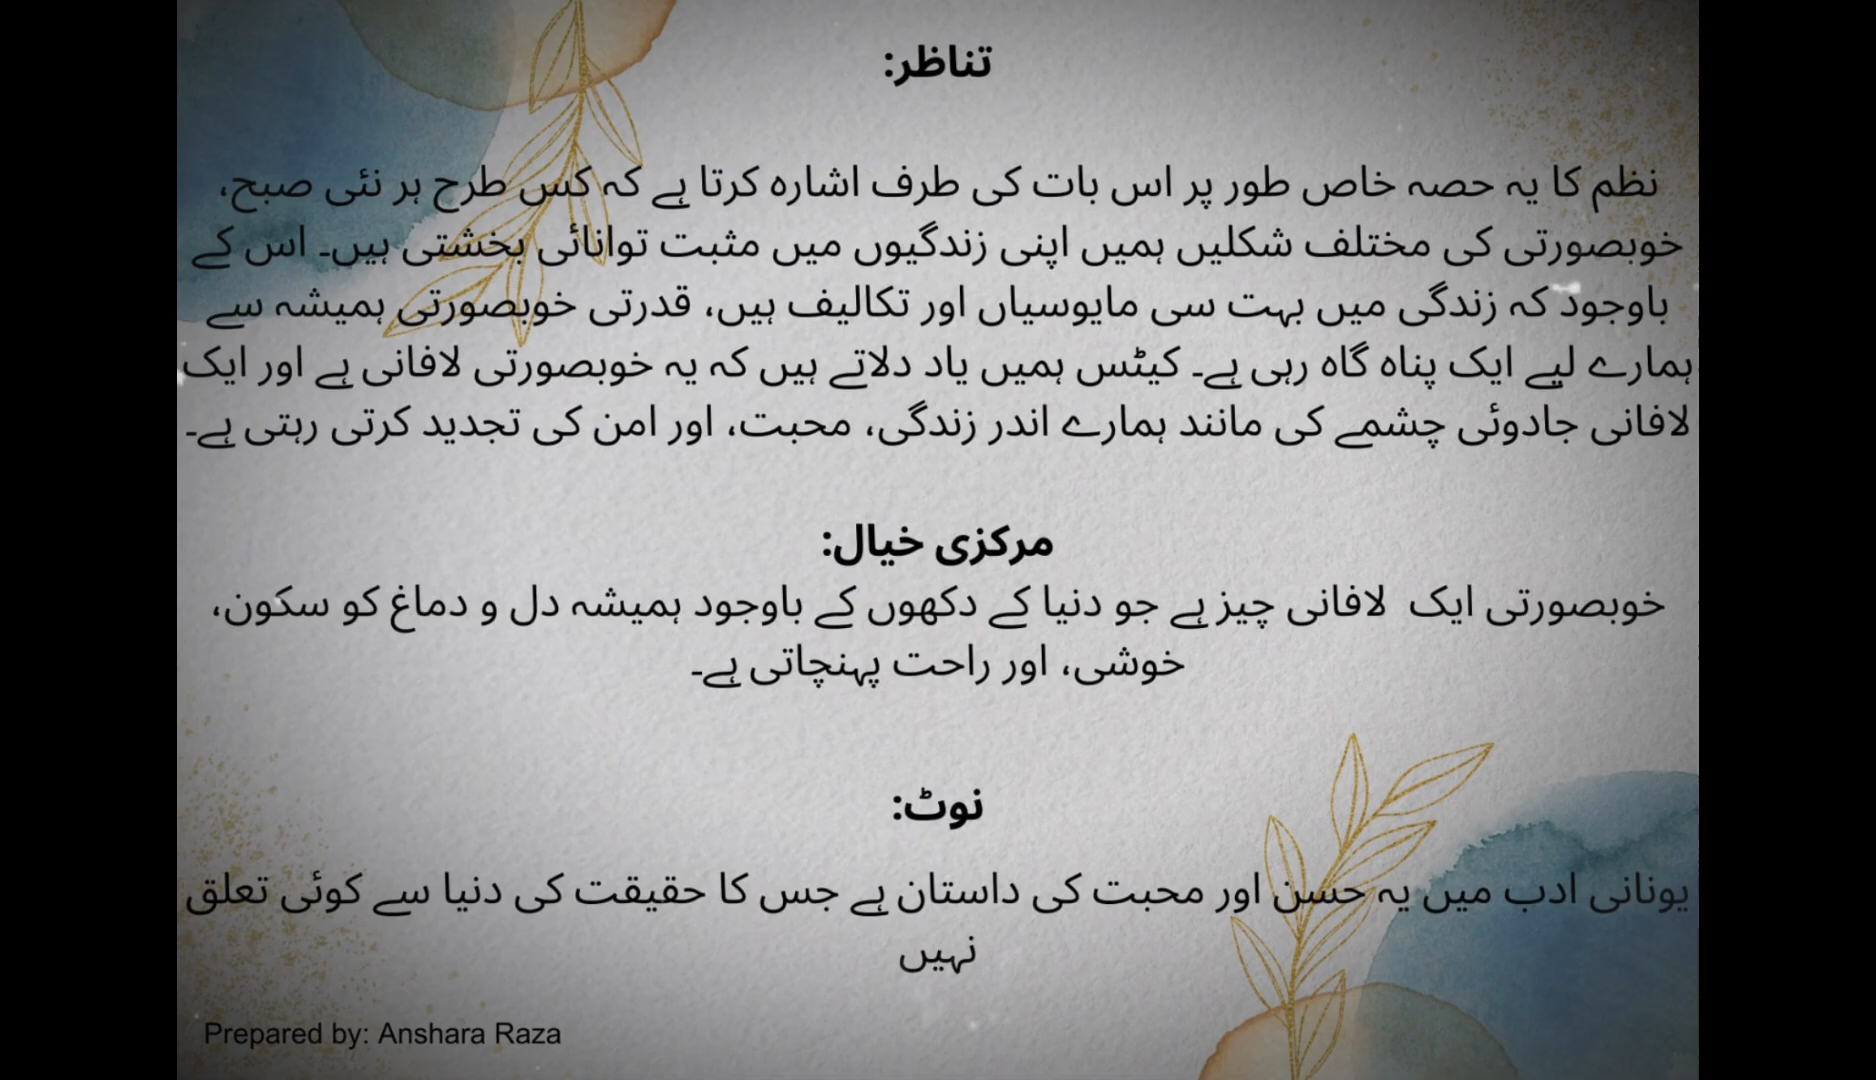 تناظر:
نظم کا یہ حصہ خاص طور پر اس بات کی طرف اشارہ کرتا ہے کہ کس طرح ہر نئی صبح،
خوبصورتی کی مختلف شکلیں ہمیں اپنی زندگیوں میں مثبت توانائی بخشتی ہیں۔ اس کے
باوجود کہ زندگی میں بہت سی مایوسیاں اور تکالیف ہیں، قدرتی خوبصورتی ہمیشہ سے
ہمارے لیے ایک پناہ گاہ رہی ہے۔ کیٹس ہمیں یاد دلاتے ہیں کہ یہ خوبصورتی لافانی ہے اور ایک
لافانی جادوئی چشمے کی مانند ہمارے اندر زندگی، محبت، اور امن کی تجدید کرتی رہتی ہے۔
مرکزی خیال:
خوبصورتی ایک لافانی چیز ہے جو دنیا کے دکھوں کے باوجود ہمیشہ دل و دماغ کو سکون،
خوشی، اور راحت پہنچاتی ہے۔
نوٹ:
یونانی ادب میں یہ حسن اور محبت کی داستان ہے جس کا حقیقت کی دنیا سے کوئی تعلق
نہیں
Prepared by: Anshara Raza